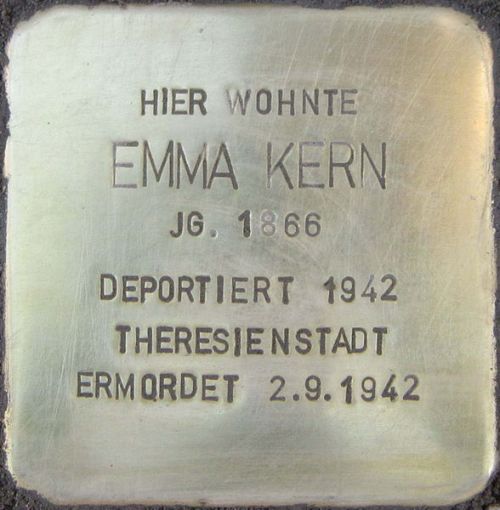 HIER WOHNTE
EMMA KERN
JG. 1866
DEPORTIERT 1942
THERESIENSTADT
ERMORDET 2.9.1942